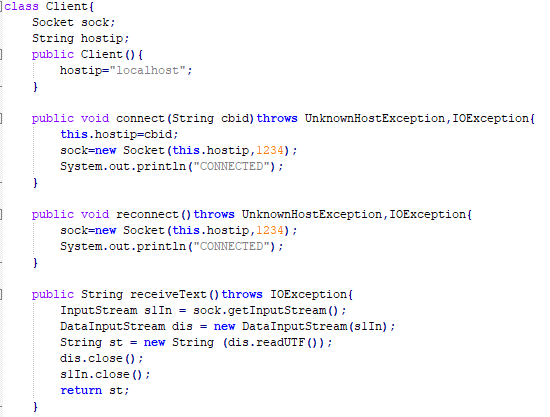 class Client{
    Socket sock;
    String hostip;
    public Client(){
        hostip="localhost";
    }

    public void connect(String cbid)throws UnknownHostException,IOException{
        this.hostip=cbid;
        sock=new Socket(this.hostip,1234);
        System.out.println("CONNECTED");
    }

    public void reconnect()throws UnknownHostException,IOException{
        sock=new Socket(this.hostip,1234);
        System.out.println("CONNECTED");
    }

    public String receiveText()throws IOException{
        InputStream slIn = sock.getInputStream();
        DataInputStream dis = new DataInputStream(slIn);
        String st = new String (dis.readUTF());
        dis.close();
        slIn.close();
        return st;
    }